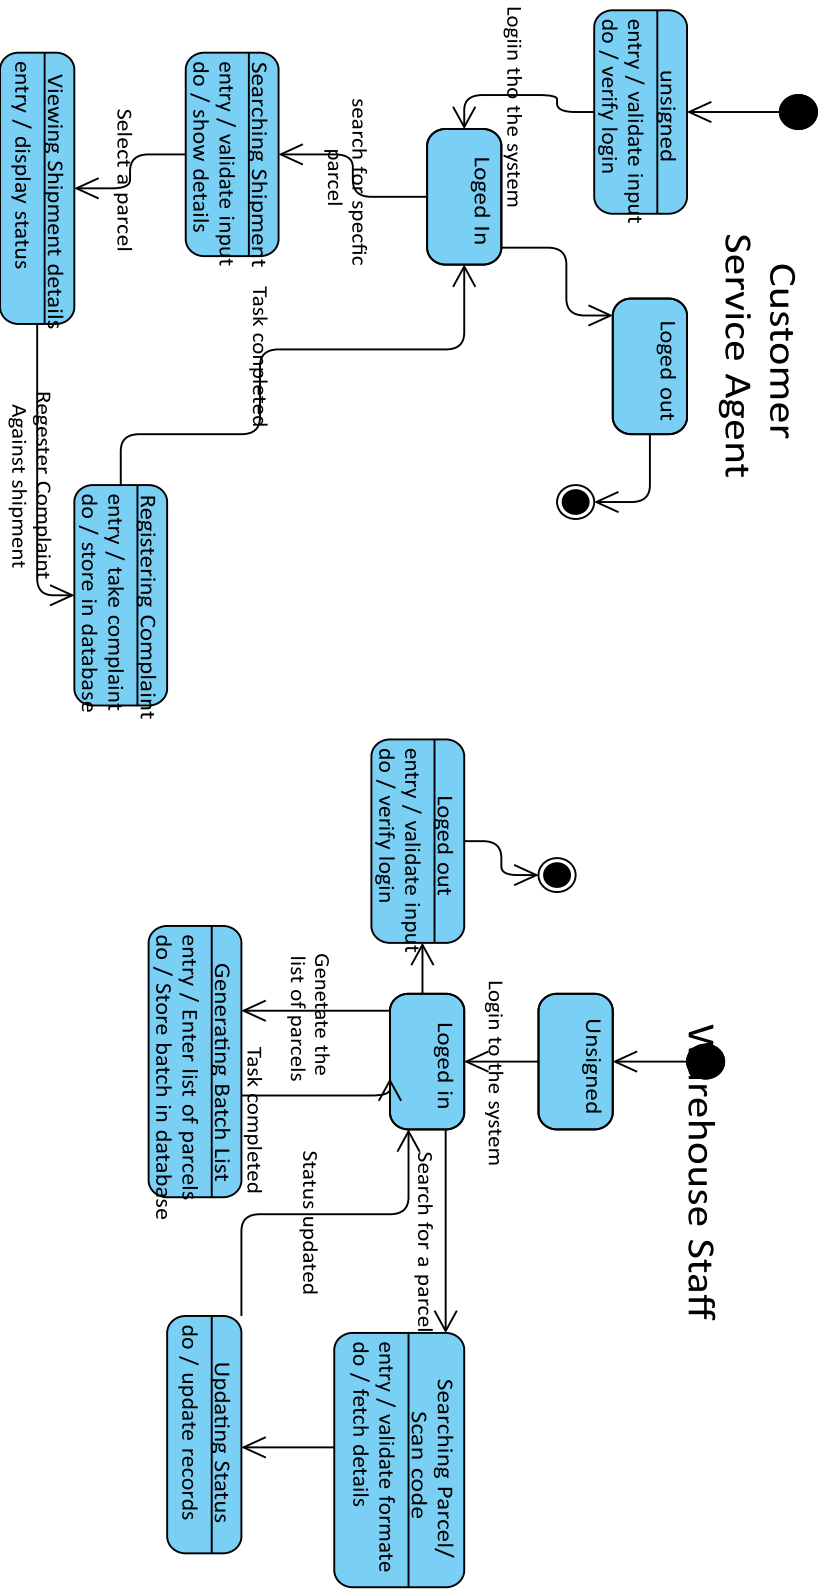 Customer
Service Agent
unsigned
entry / validate input
do / verify login
Logiin tho the system
Loged In
Loged out
search for specfic
parcel
Searching Shipment
entry / validate input
do / show details
Select a parcel
Viewing Shipment details
entry / display status
Task conpleted
Regester Complaint
Against shipment
Registering Complaint
entry / take complaint
do / store in database
Warehouse Staff
Unsigned
Login to the system
Loged in
Loged out
entry / validate input
do / verify login
Genetate the
list of parcels
Task completed
Generating Batch List
entry / Enter list of parcels
do / Store batch in database
Search for a parcel
Status updated
Searching Parcel/
Scan code
entry / validate formate
do / fetch details
Updating Status
do / update records